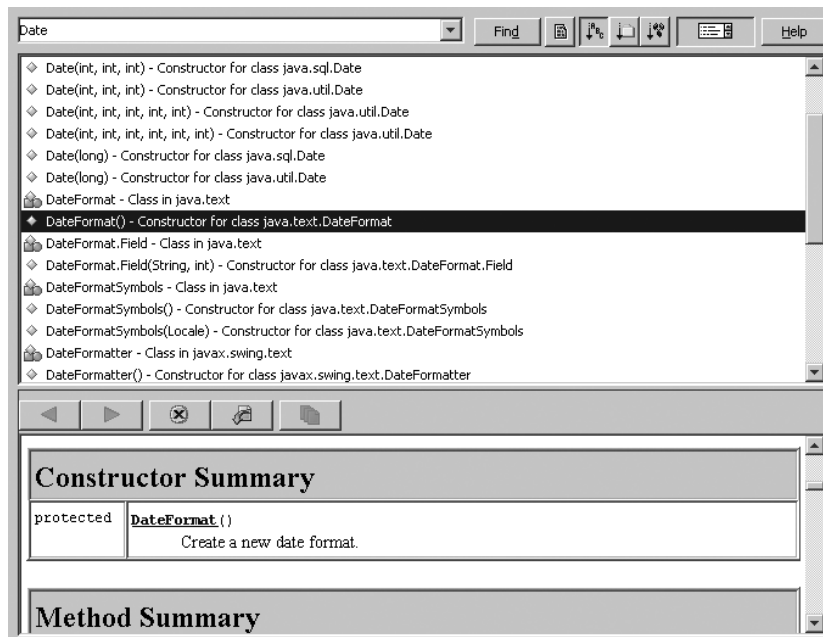 Date
Find
Help
Date(int, int, int) - Constructor for class java.sql.Date
Date(int, int, int) - Constructor for class java.util.Date
Date(int, int, int, int, int) - Constructor for class java.util.Date
Date(int, int, int, int, int, int) - Constructor for class java.util.Date
Date(long) - Constructor for class java.sql.Date
Date(long) - Constructor for class java.util.Date
DateFormat - Class in java.text
DateFormat() - Constructor for class java.text.DateFormat
DateFormat.Field - Class in java.text
DateFormat.Field(String, int) - Constructor for class java.text.DateFormat.Field
DateFormatSymbols - Class in java.text
DateFormatSymbols() - Constructor for class java.text.DateFormatSymbols
DateFormatSymbols(Locale) - Constructor for class java.text.DateFormatSymbols
DateFormatter - Class in javax.swing.text
DateFormatter() - Constructor for class javax.swing.text.DateFormatter
Constructor Summary
protected DateFormat()
Create a new date format.
Method Summary